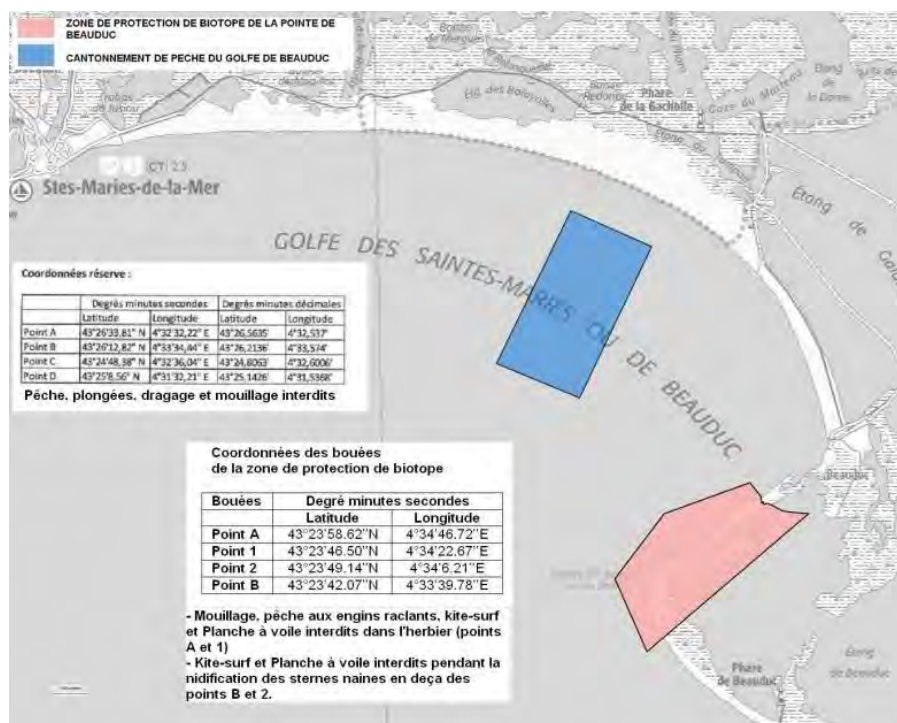 ZONE DE PROTECTION DE BIOTOPE DE LA POINTE DE
BEAUDUC
CANTONNEMENT DE PECHE DU GOLFE DE BEAUDUC
Phare
de la Gacholle
Stes-Maries-de-la-Mer
GOLFE DES SAINTES-MARIES OU DE BEAUDUC
Etang de
Coordonnées réserve :
Degrés minutes secondes Degrés minutes décimales
Latitude Longitude Latitude Longitude
Point A 43°26'33,81" N 4°32'32,22" E 43°26,5635' 4°32,537'
Point B 43°26'12,82" N 4°33'34,44" E 43°26,2136' 4°33,574'
Point C 43°24'48,38" N 4°32'36,04" E 43°24,8063' 4°32,6006'
Point D 43°25'8,56" N 4°31'32,21" E 43°25,1426' 4°31,5368'
Pêche, plongées, dragage et mouillage interdits
Coordonnées des bouées
de la zone de protection de biotope
Bouées Degré minutes secondes
Latitude Longitude
Point A 43°23'58.62''N 4°34'46.72''E
Point 1 43°23'46.50''N 4°34'22.67''E
Point 2 43°23'49.14''N 4°34'6.21''E
Point B 43°23'42.07''N 4°33'39.78''E
- Mouillage, pêche aux engins raclants, kite-surf
et Planche à voile interdits dans l'herbier (points
A et 1)
- Kite-surf et Planche à voile interdits pendant la
nidification des sternes naines en deça des
points B et 2.
Beauduc
Phare
de Beauduc
Etang
de Beauduc